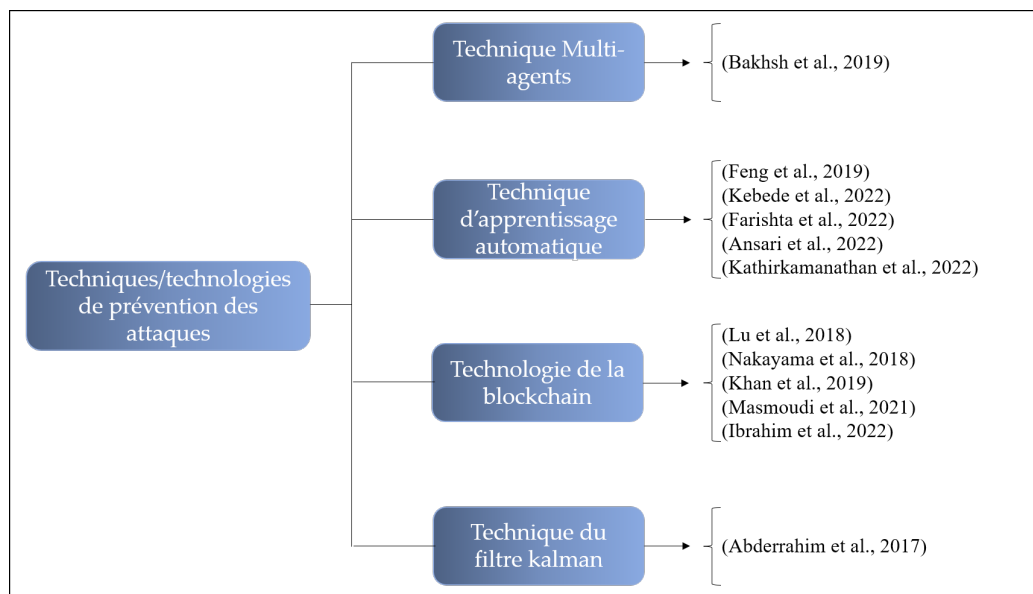 Techniques/technologies
de prévention des
attaques
Technique Multi-
agents
(Bakhsh et al., 2019)
Technique
d'apprentissage
automatique
(Feng et al., 2019)
(Kebede et al., 2022)
(Farishta et al., 2022)
(Ansari et al., 2022)
(Kathirkamanathan et al., 2022)
Technologie de la
blockchain
(Lu et al., 2018)
(Nakayama et al., 2018)
(Khan et al., 2019)
(Masmoudi et al., 2021)
(Ibrahim et al., 2022)
Technique du
filtre kalman
(Abderrahim et al., 2017)